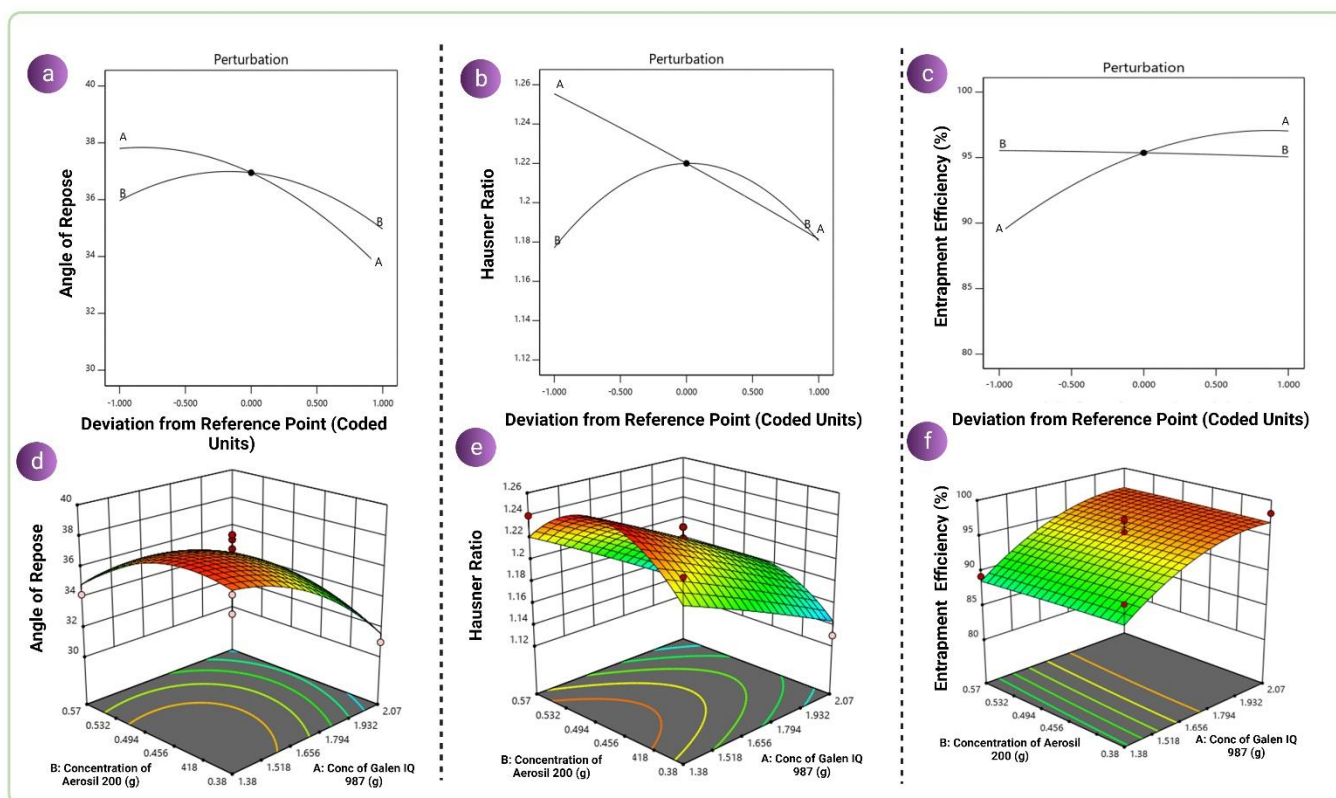 a
Perturbation
Angle of Repose
40
38
36
34
32
30
A
B
B
A
-1.000
-0.500
0.000
0.500
1.000
Deviation from Reference Point (Coded
Units)
b
Perturbation
Hausner Ratio
1.26
1.24
1.22
1.2
1.18
1.16
1.14
1.12
A
B
B
A
-1.000
-0.500
0.000
0.500
1.000
Deviation from Reference Point (Coded Units)
c
Perturbation
Entrapment Efficiency (%)
100
95
90
85
80
B
A
A
B
-1.000
-0.500
0.000
0.500
1.000
Deviation from Reference Point (Coded Units)
d
Angle of Repose
40
38
36
34
32
30
0.57
0.532
0.494
0.456
418
0.38
1.38
1.518
1.656
1.794
1.932
2.07
B: Concentration of
Aerosil 200 (g)
A: Conc of Galen IQ
987 (g)
e
Hausner Ratio
1.26
1.24
1.22
1.2
1.18
1.16
1.14
1.12
0.57
0.532
0.494
0.456
418
0.38
1.38
1.518
1.656
1.794
1.932
2.07
B: Concentration of
Aerosil 200 (g)
A: Conc of Galen IQ
987 (g)
f
Entrapment Efficiency (%)
100
95
90
85
80
0.57
0.532
0.494
0.456
0.38
1.38
1.518
1.656
1.794
1.932
2.07
B: Concentration of Aerosil
200 (g)
A: Conc of Galen IQ
987 (g)